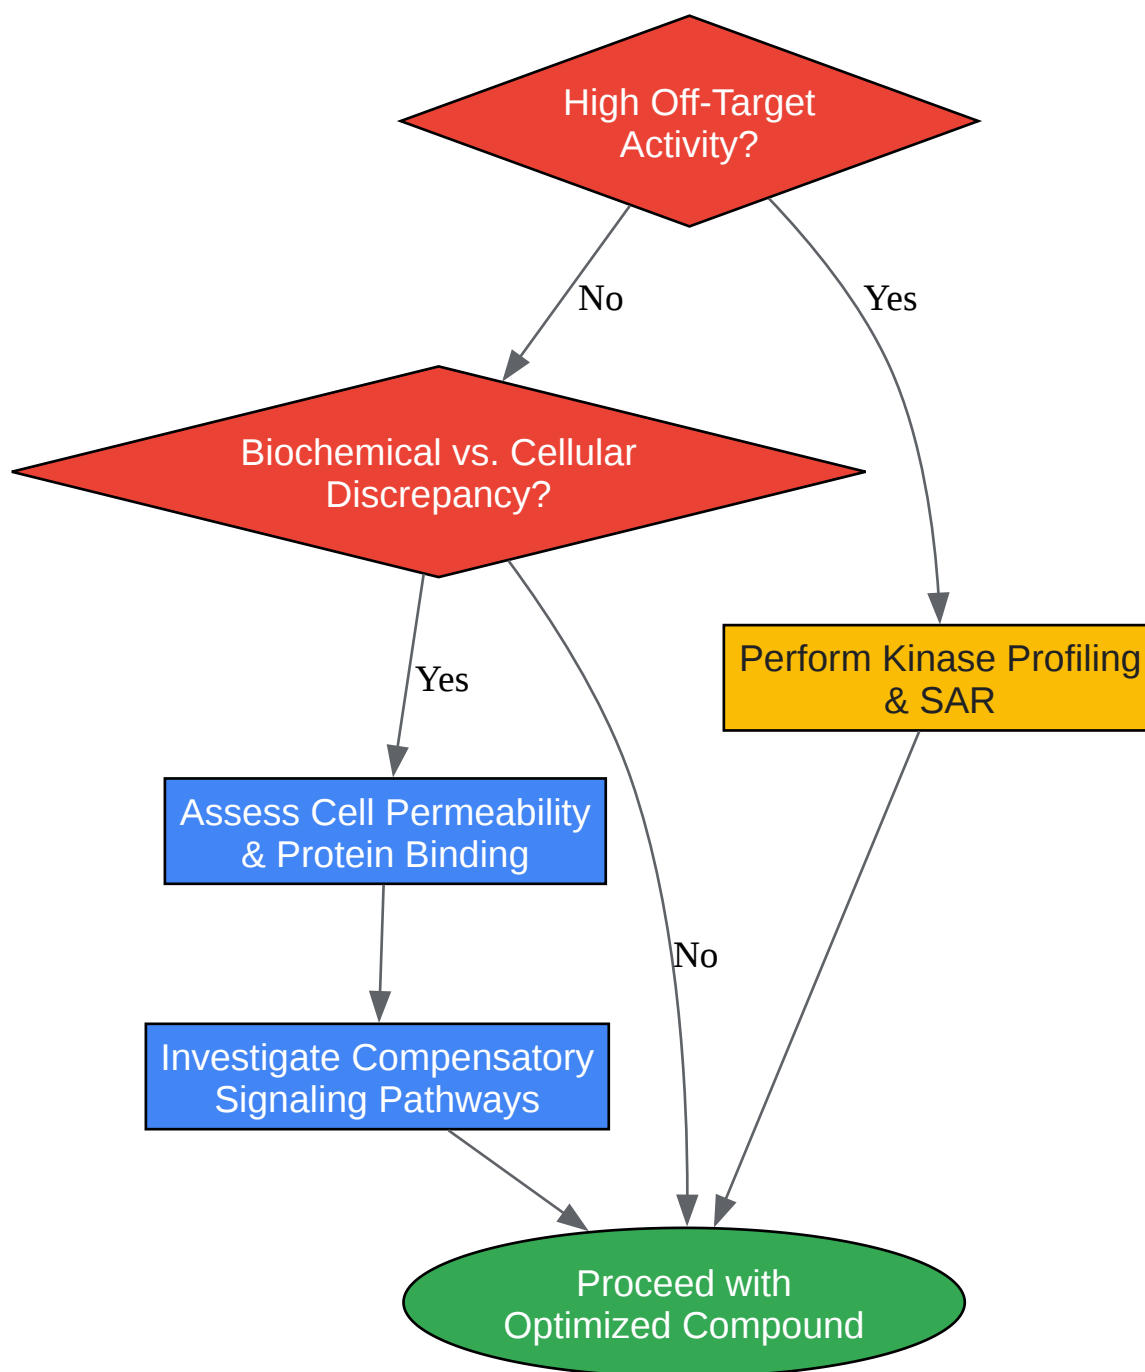 High Off-Target
Activity?
No
Yes
Biochemical vs. Cellular
Discrepancy?
Perform Kinase Profiling
& SAR
Yes
Assess Cell Permeability
& Protein Binding
No
Investigate Compensatory
Signaling Pathways
Proceed with
Optimized Compound